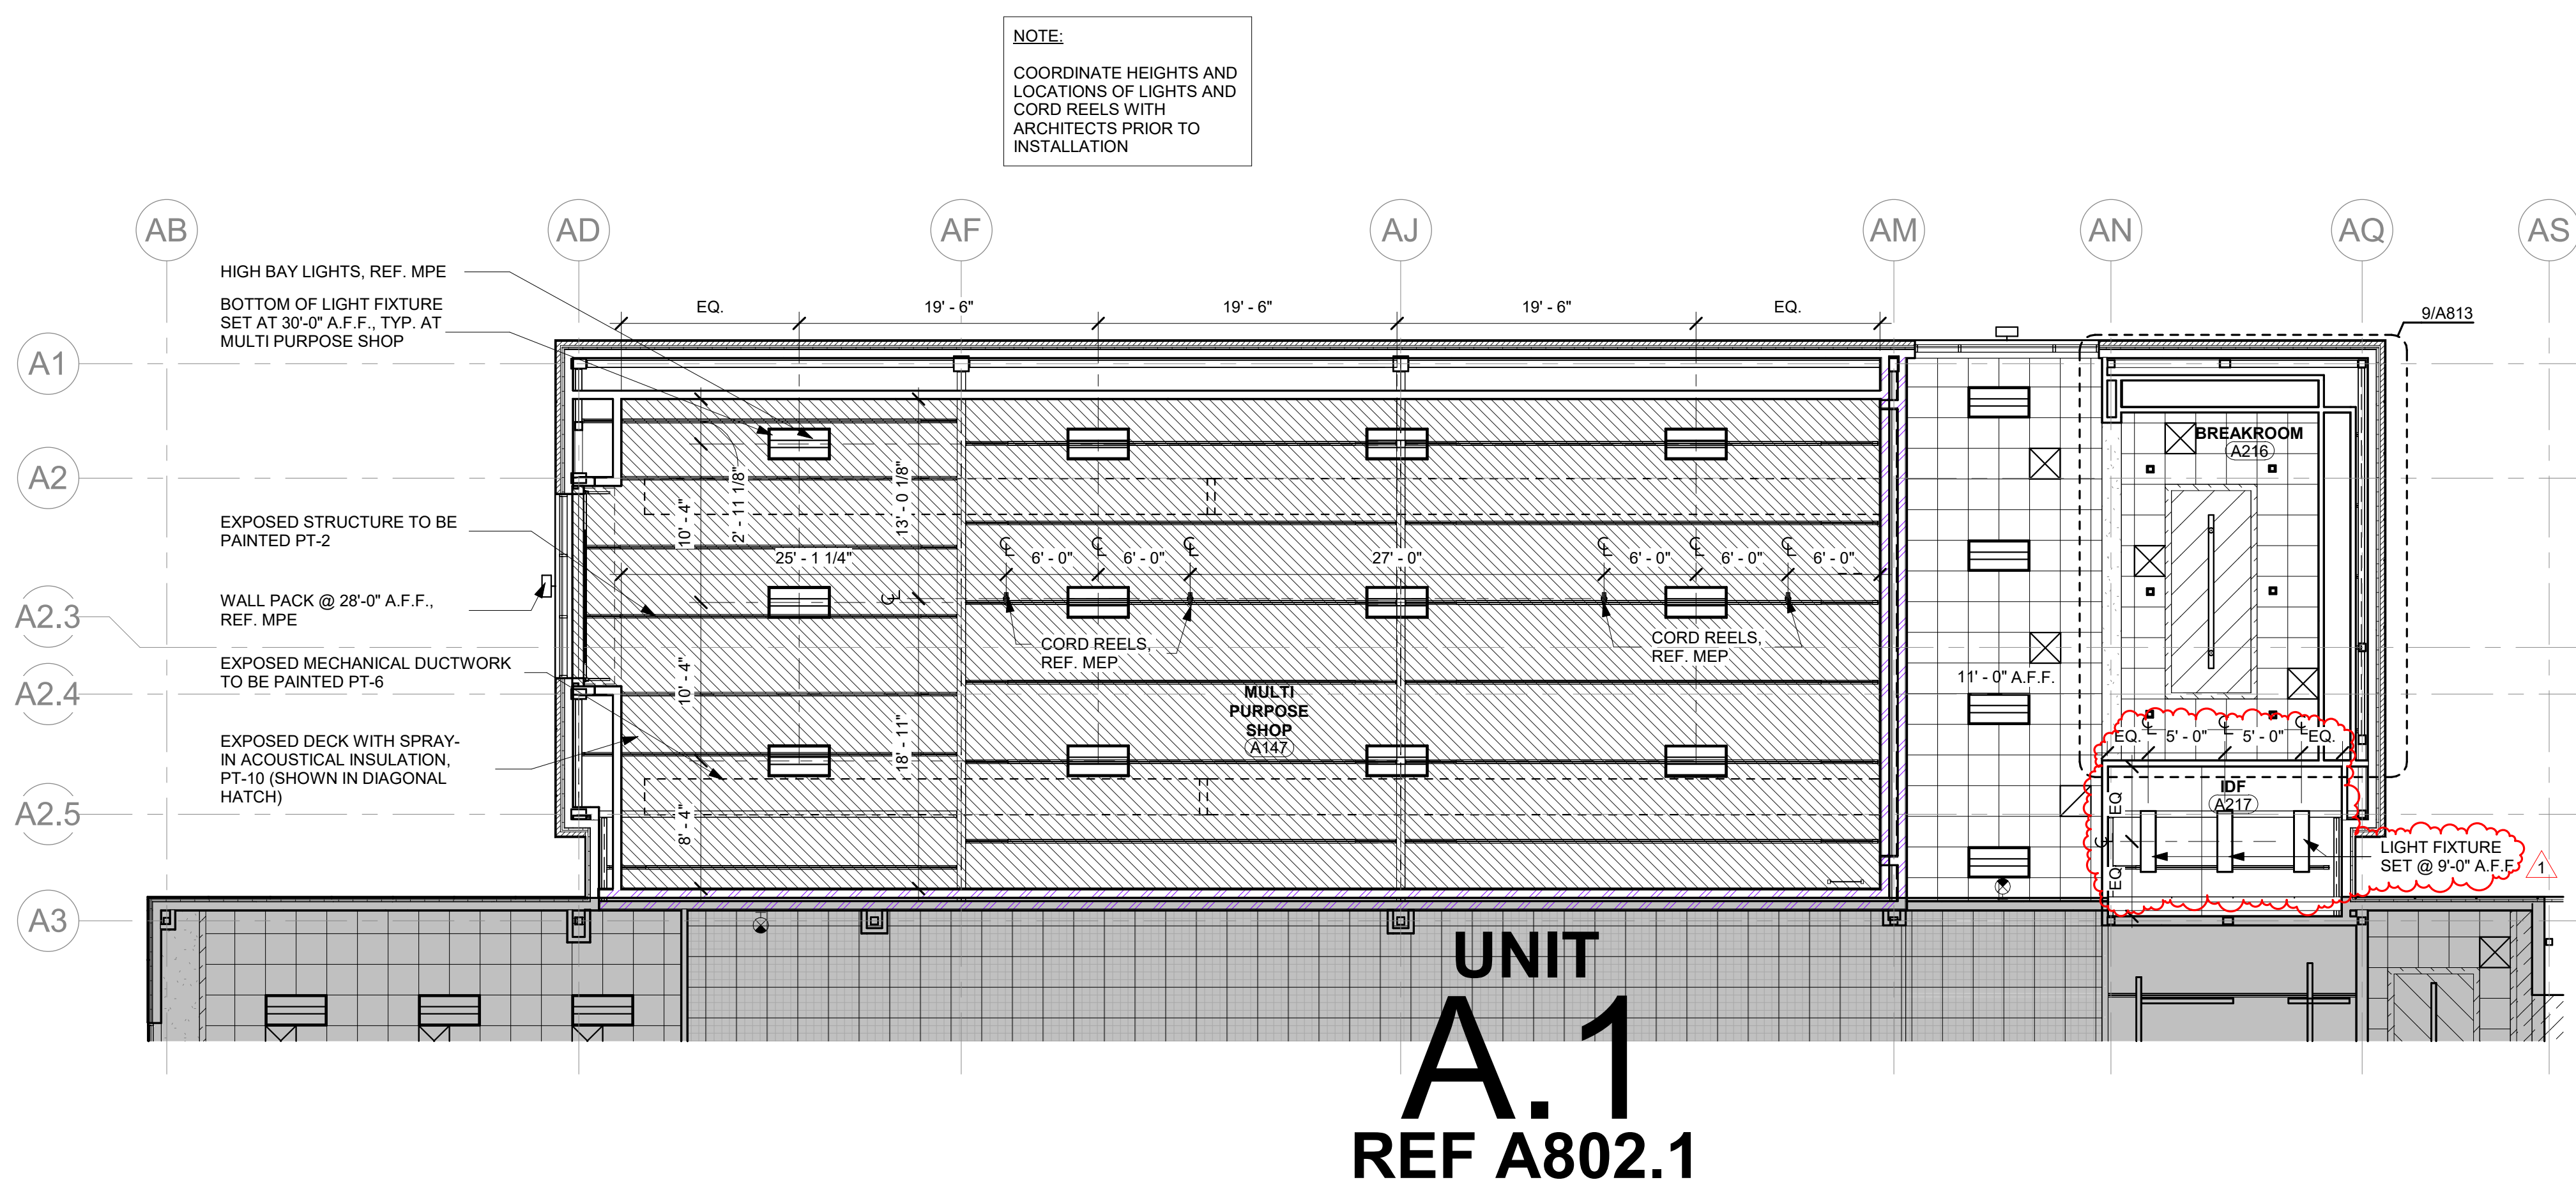 NOTE:
COORDINATE HEIGHTS AND
LOCATIONS OF LIGHTS AND
CORD REELS WITH
ARCHITECTS PRIOR TO
INSTALLATION
AB
AD
AF
AJ
AM
AN
AQ
AS
HIGH BAY LIGHTS, REF. MPE
BOTTOM OF LIGHT FIXTURE
SET AT 30'-0" A.F.F., TYP. AT
MULTI PURPOSE SHOP
EQ.
19' - 6"
19' - 6"
19' - 6"
EQ.
9/A813
A1
A2
A2.3
A2.4
A2.5
A3
EXPOSED STRUCTURE TO BE
PAINTED PT-2
WALL PACK @ 28'-0" A.F.F.,
REF. MPE
EXPOSED MECHANICAL DUCTWORK
TO BE PAINTED PT-6
EXPOSED DECK WITH SPRAY-
IN ACOUSTICAL INSULATION,
PT-10 (SHOWN IN DIAGONAL
HATCH)
10' - 4"
2' - 11 1/8"
13' - 0 1/8"
25' - 1 1/4"
6' - 0"
6' - 0"
27' - 0"
6' - 0"
6' - 0"
6' - 0"
CORD REELS,
REF. MEP
CORD REELS,
REF. MEP
10' - 4"
18' - 11"
8' - 4"
MULTI
PURPOSE
SHOP
A147
11' - 0" A.F.F.
BREAKROOM
A216
EQ.
5' - 0"
5' - 0"
EQ.
IDF
A217
EQ
EQ
LIGHT FIXTURE
SET @ 9'-0" A.F.F.
1
UNIT
A.1
REF A802.1